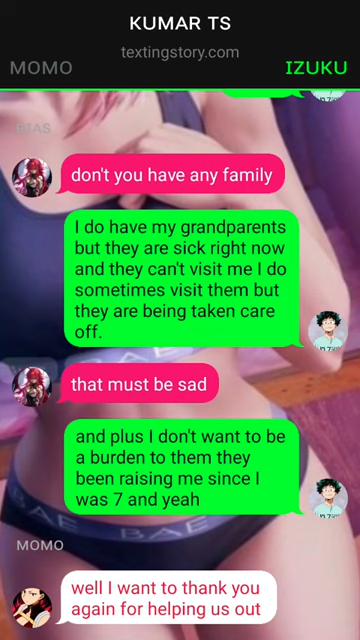 KUMAR TS
textingstory.com
MOMO
IZUKU
RIAS
don't you have any family
I do have my grandparents
but they are sick right now
and they can't visit me I do
sometimes visit them but
they are being taken care
off.
that must be sad
and plus I don't want to be
a burden to them they
been raising me since I
was 7 and yeah
BAE BAE
MOMO
well I want to thank you
again for helping us out